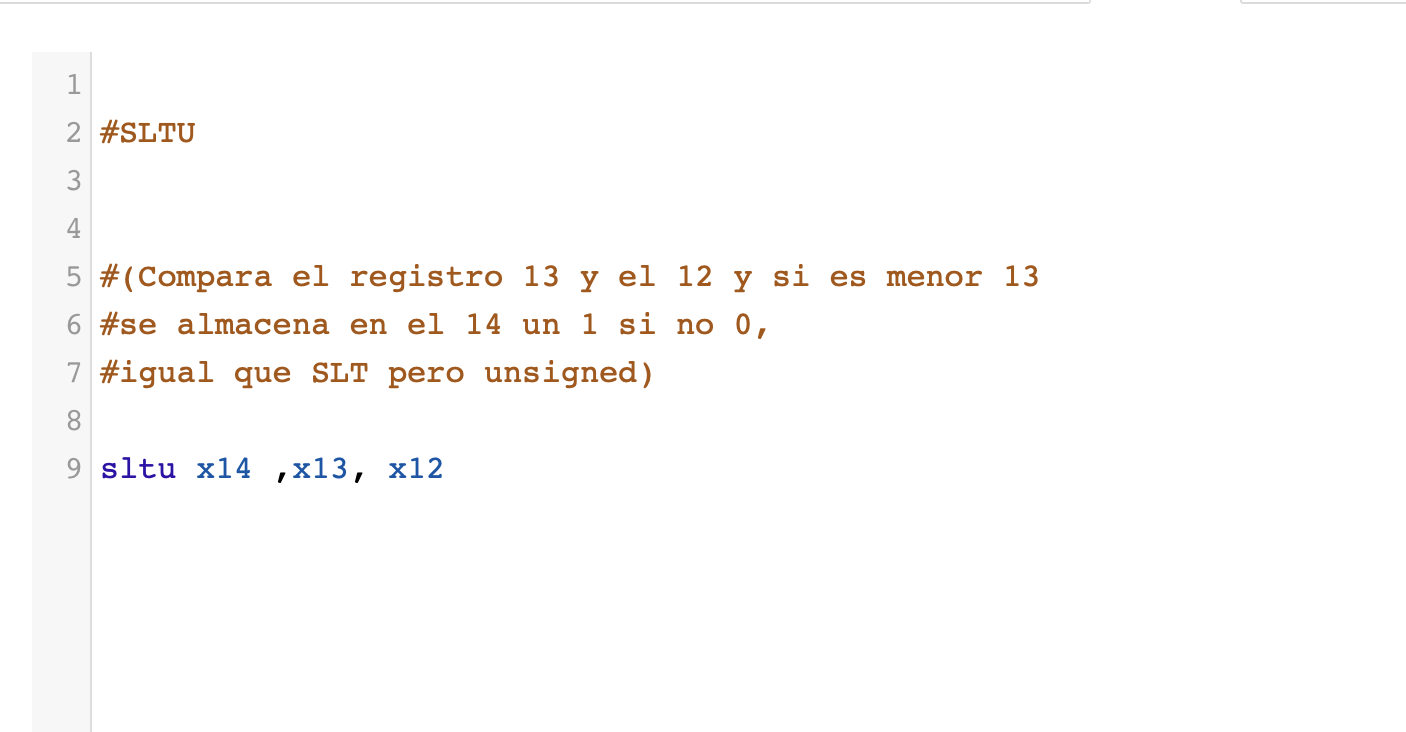 1
2 #SLTU
3
4
5 #(Compara el registro 13 y el 12 y si es menor 13
6 #se almacena en el 14 un 1 si no 0,
7 #igual que SLT pero unsigned)
8
9 sltu x14 ,x13, x12